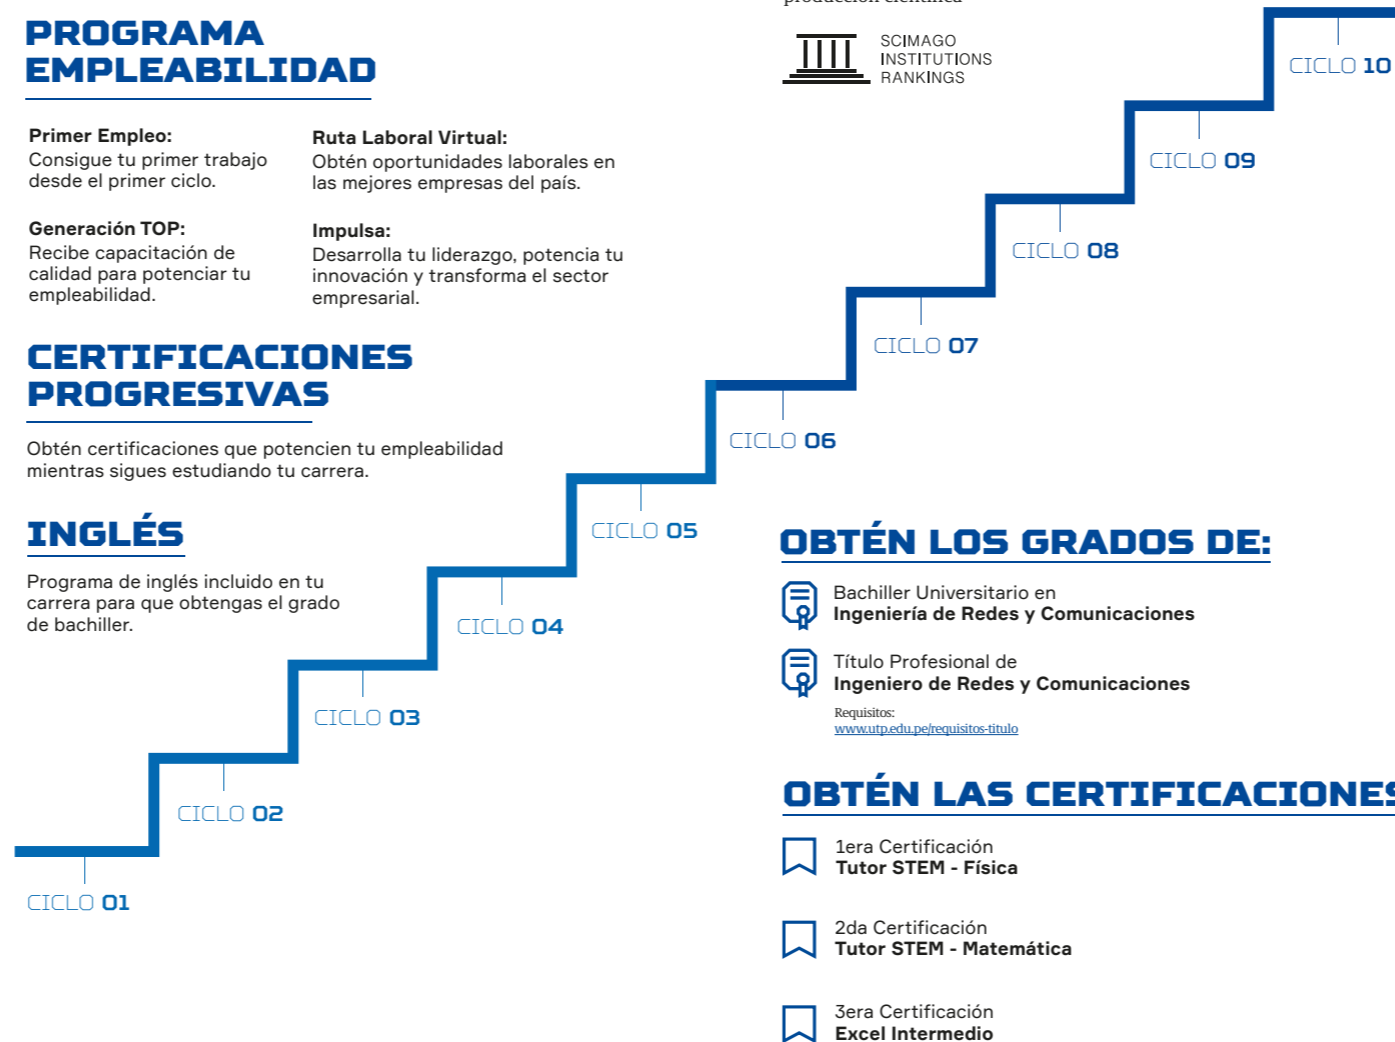 PROGRAMA
EMPLEABILIDAD
Primer Empleo:
Consigue tu primer trabajo
desde el primer ciclo.
Ruta Laboral Virtual:
Obtén oportunidades laborales en
las mejores empresas del país.
Generación TOP:
Recibe capacitación de
calidad para potenciar tu
empleabilidad.
Impulsa:
Desarrolla tu liderazgo, potencia tu
innovación y transforma el sector
empresarial.
CERTIFICACIONES
PROGRESIVAS
Obtén certificaciones que potencien tu empleabilidad
mientras sigues estudiando tu carrera.
INGLÉS
Programa de inglés incluido en tu
carrera para que obtengas el grado
de bachiller.
CICLO 01
CICLO 02
CICLO 03
CICLO 04
CICLO 05
CICLO 06
CICLO 07
CICLO 08
CICLO 09
CICLO 10
producción científica
SCIMAGO
INSTITUTIONS
RANKINGS
OBTÉN LOS GRADOS DE:
Bachiller Universitario en
Ingeniería de Redes y Comunicaciones
Título Profesional de
Ingeniero de Redes y Comunicaciones
Requisitos:
www.utp.edu.pe/requisitos-titulo
OBTÉN LAS CERTIFICACIONES
1era Certificación
Tutor STEM - Física
2da Certificación
Tutor STEM - Matemática
3era Certificación
Excel Intermedio